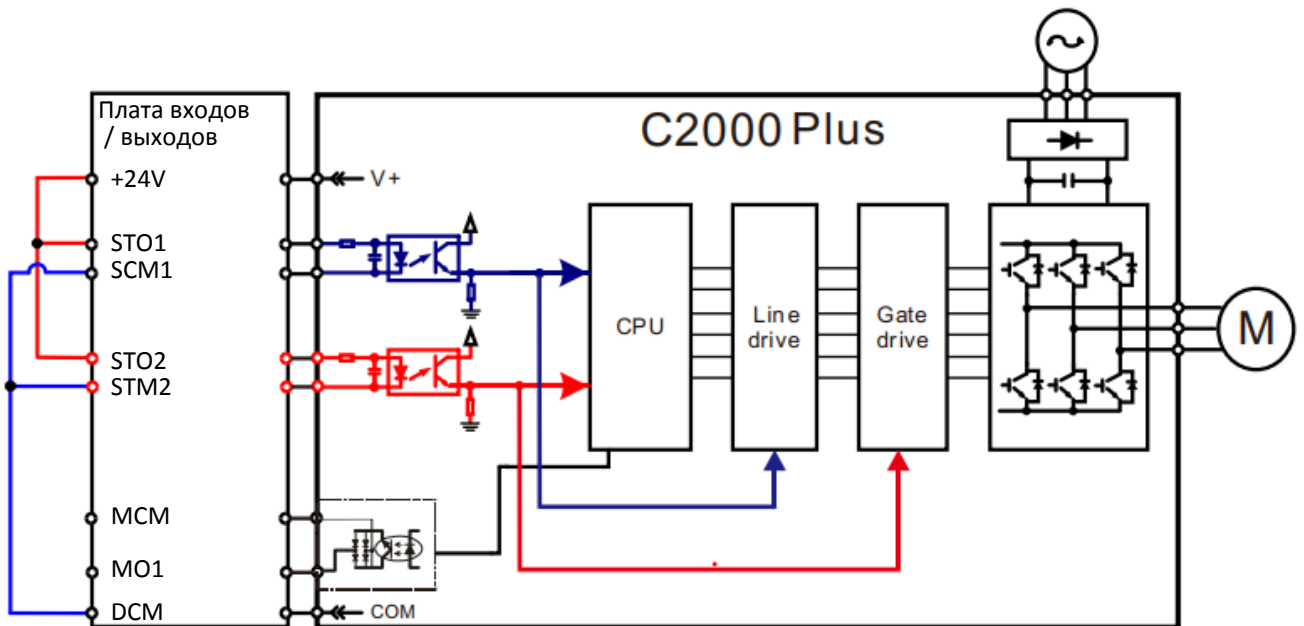 Плата входов
/ выходов
C2000 Plus
+24V
V+
STO1
SCM1
STO2
STM2
CPU
Line
drive
Gate
drive
M
MCM
MO1
DCM
COM